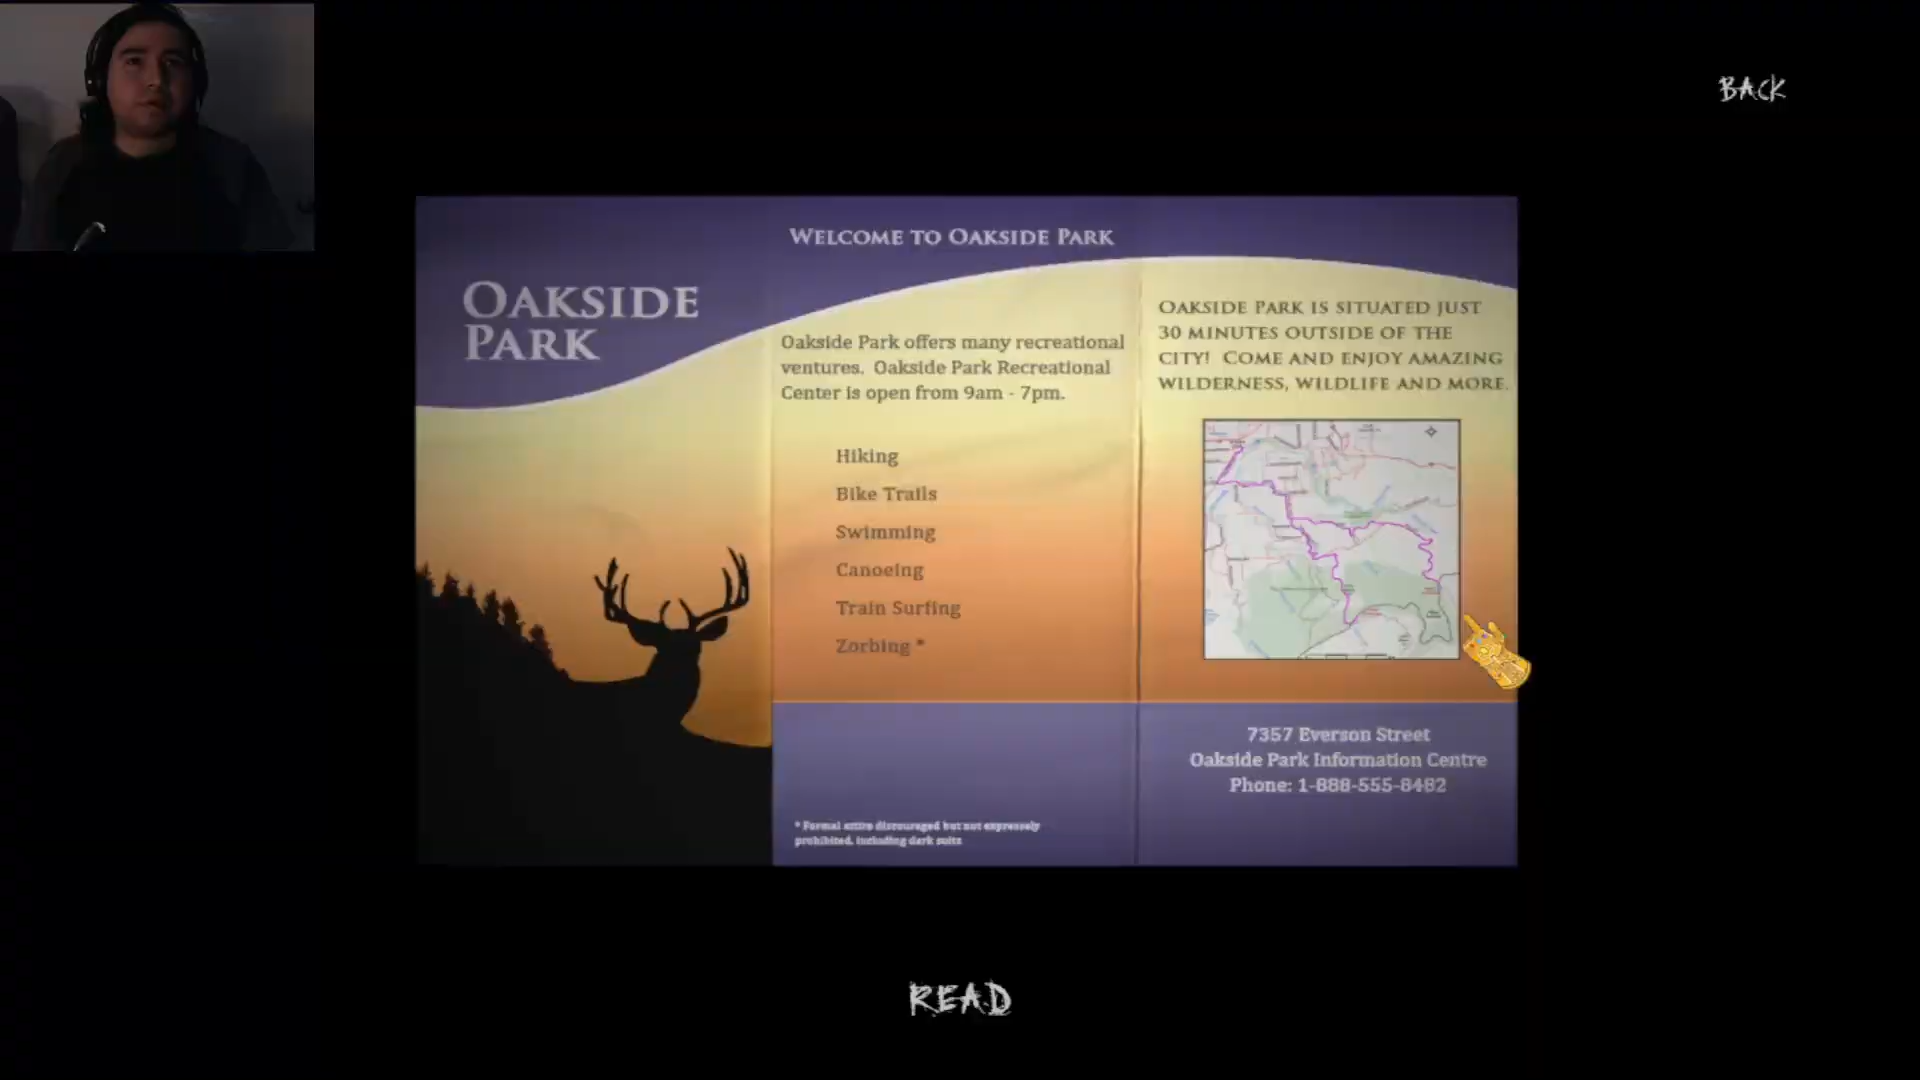 BACK
WELCOME TO OAKSIDE PARK
OAKSIDE
PARK
Oakside Park offers many recreational
ventures. Oakside Park Recreational
Center is open from 9am - 7pm.
Hiking
Bike Trails
Swimming
Canoeing
Train Surfing
Zorbing *
* Formal attire discouraged but not expressely
prohibited, including dark suits
OAKSIDE PARK IS SITUATED JUST
30 MINUTES OUTSIDE OF THE
CITY! COME AND ENJOY AMAZING
WILDERNESS, WILDLIFE AND MORE.
7357 Everson Street
Oakside Park Information Centre
Phone: 1-888-555-8482
READ